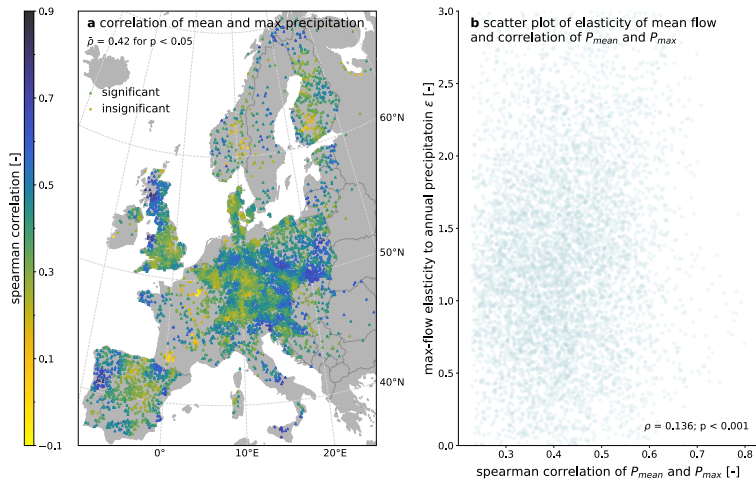 a correlation of mean and max precipitation
ρ̄ = 0.42 for p < 0.05
significant
insignificant
spearman correlation [-]
0.9
0.7
0.5
0.3
0.1
−0.1
60°N
50°N
40°N
0°
10°E
20°E
b scatter plot of elasticity of mean flow
and correlation of Pmean and Pmax
max-flow elasticity to annual precipitatoin ε [-]
3.0
2.5
2.0
1.5
1.0
0.5
0.0
ρ = 0.136; p < 0.001
0.2 0.3 0.4 0.5 0.6 0.7 0.8
spearman correlation of Pmean and Pmax [-]